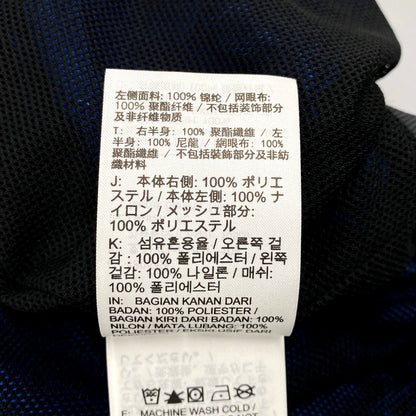 左侧面料: 100% 锦纶 / 网眼布:
100% 聚酯纤维 / 不包括装饰部分
及非纤维物质
T: 右半身: 100% 聚酯纖維 / 左
半身: 100% 尼龍 / 網眼布: 100%
聚酯纖維 / 不包括裝飾部分及非紡
織材料
J: 本体右側: 100% ポリエ
ステル / 本体左側: 100% ナ
イロン / メッシュ部分:
100% ポリエステル
K: 섬유혼용율 / 오른쪽 겉
감 : 100% 폴리에스터 / 왼쪽
겉감: 100% 나일론 / 매쉬:
100% 폴리에스터
IN: BAGIAN KANAN DARI
BADAN: 100% POLIESTER /
BAGIAN KIRI DARI BADAN: 100%
NILON / MATA LUBANG: 100%
POLIESTER / EKSKLUSIF DARI
E: MACHINE WASH COLD /